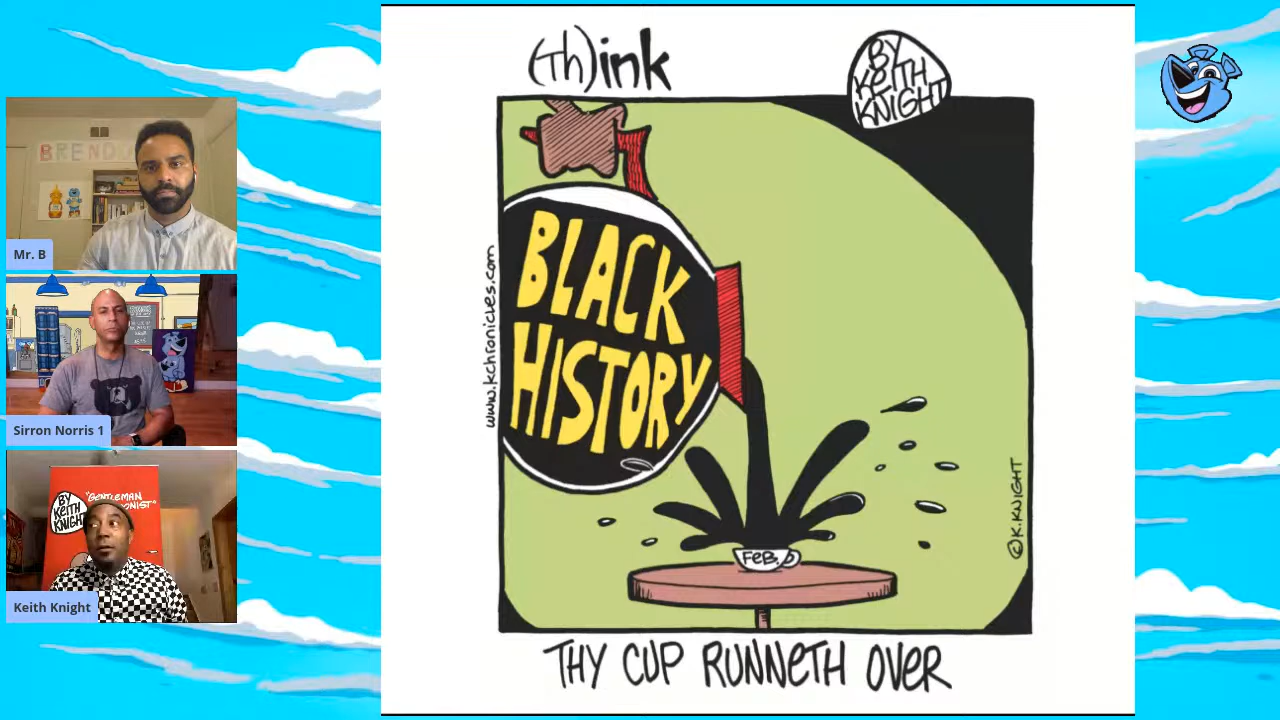 (Th)ink
BY
KEITH
KNIGHT
BLACK
HISTORY
www.kchronicles.com
FEB.
© K. KNIGHT
THY CUP RUNNETH OVER
BREND
Mr. B
Sirron Norris 1
BY
KEITH
KNIGHT
"GENTLEMAN
Keith Knight